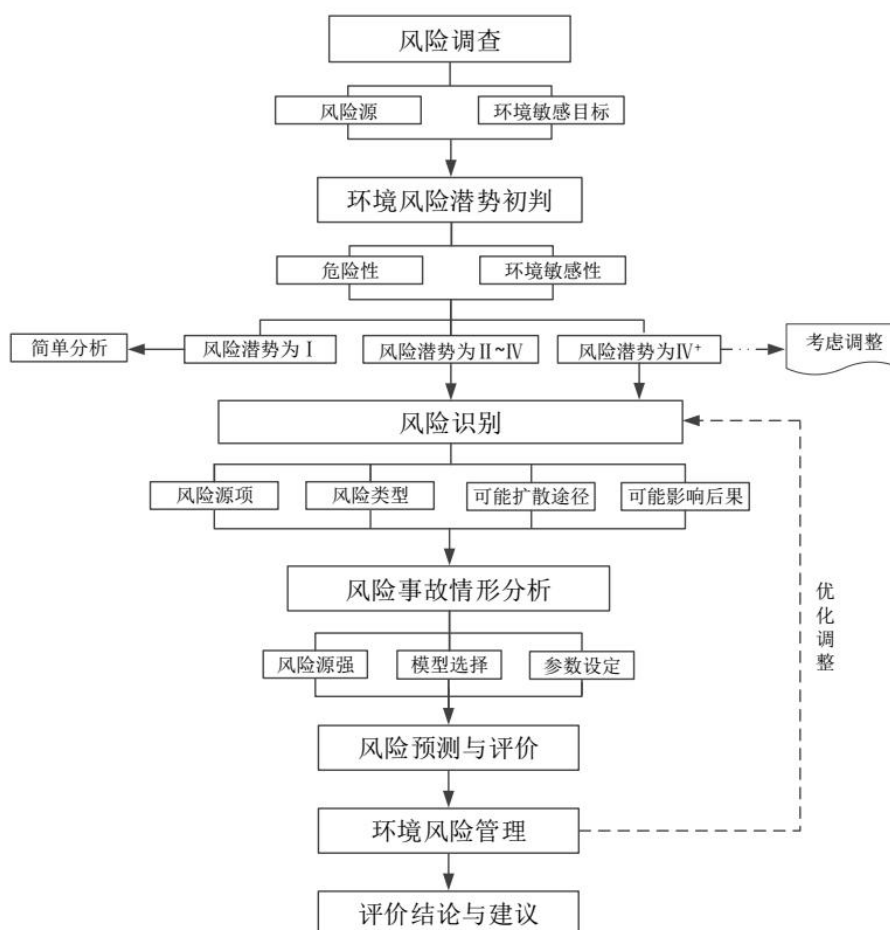 风险调查
风险源
环境敏感目标
环境风险潜势初判
危险性
环境敏感性
简单分析
风险潜势为Ⅰ
风险潜势为Ⅱ~Ⅳ
风险潜势为Ⅳ⁺
考虑调整
风险识别
风险源项
风险类型
可能扩散途径
可能影响后果
风险事故情形分析
优化调整
风险源强
模型选择
参数设定
风险预测与评价
环境风险管理
评价结论与建议